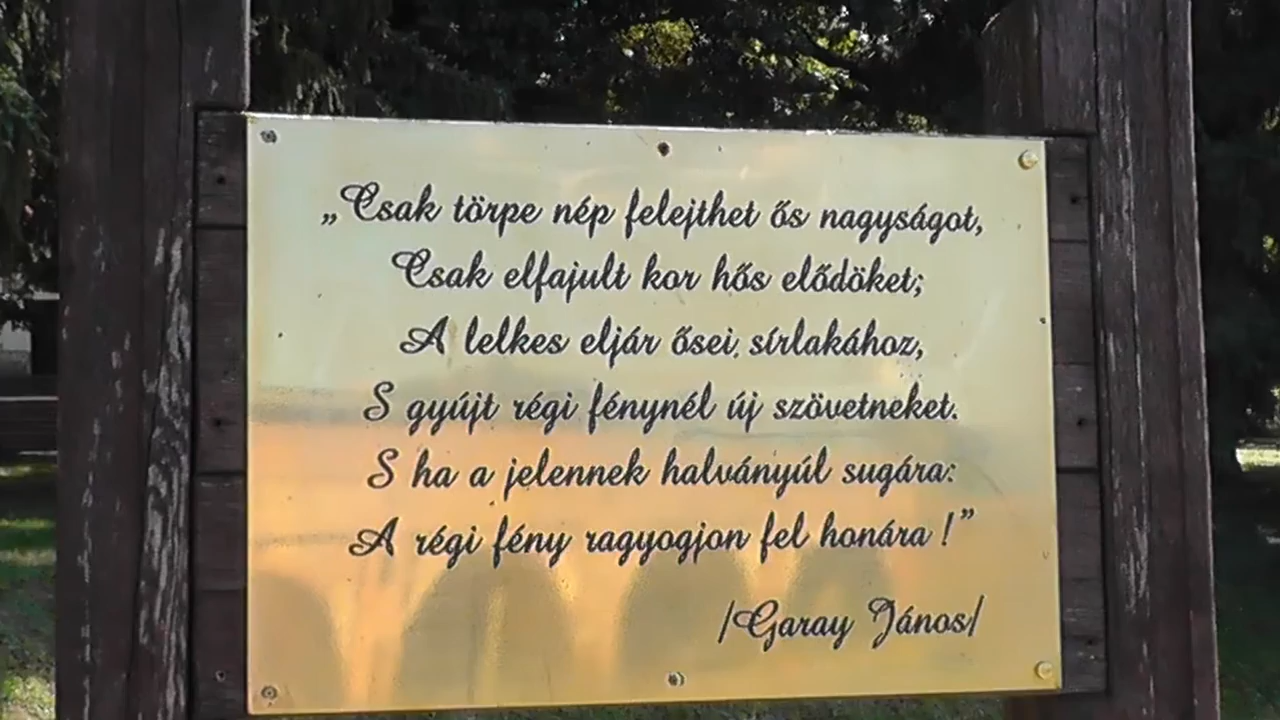 „Csak törpe nép felejthet ős nagyságot,
Csak elfajult kor hős elődöket;
A lelkes eljár ősei sírlakához,
S gyújt régi fénynél új szövetneket.
S ha a jelennek halványúl sugára:
A régi fény ragyogjon fel honára!”
/Garay János/